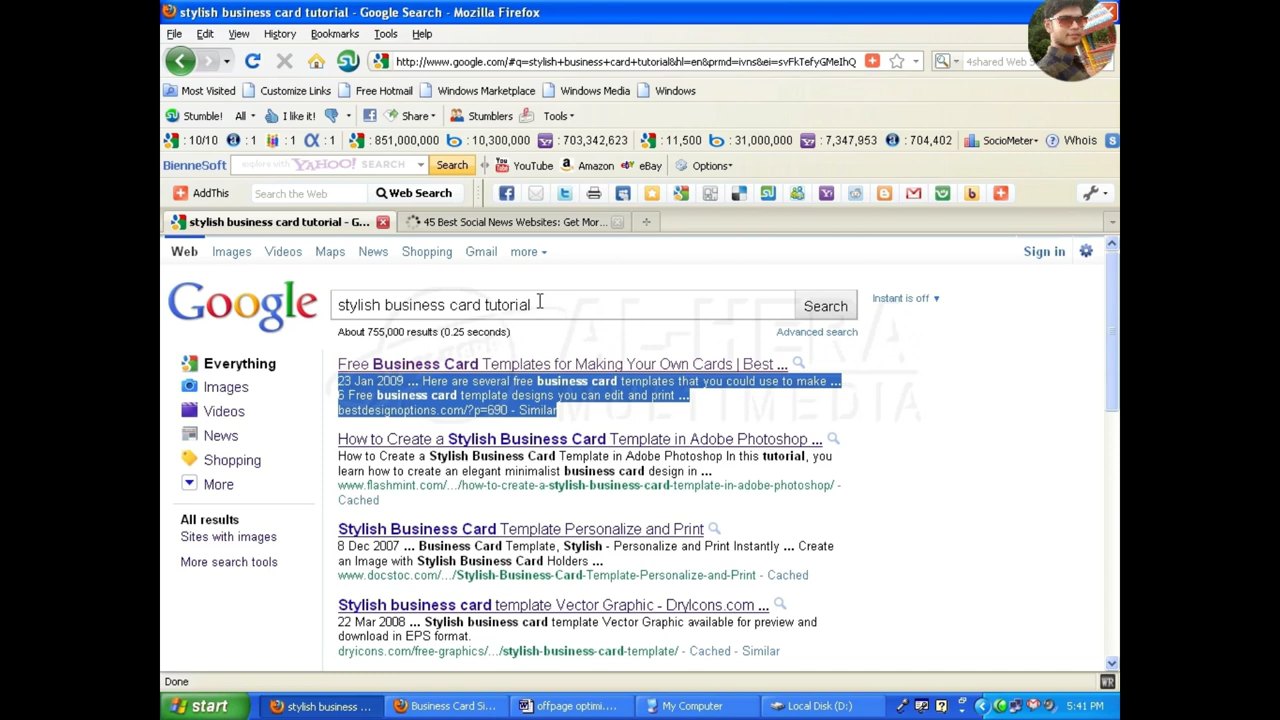 stylish business card tutorial - Google Search - Mozilla Firefox
File Edit View History Bookmarks Tools Help
http://www.google.com/#q=stylish+business+card+tutorial&hl=en&prmd=ivns&ei=svFkTefyGMeIhQ 4shared Web S
Most Visited Customize Links Free Hotmail Windows Marketplace Windows Media Windows
Stumble! All I like it! Share Stumblers Tools
: 10/10 : 1 : 1 : 1 : 851,000,000 : 10,300,000 : 703,342,623 : 11,500 : 31,000,000 : 7,347,953 : 704,402 SocioMeter Whois
BienneSoft explore with YAHOO! SEARCH Search YouTube Amazon eBay Options
AddThis Search the Web Web Search
stylish business card tutorial - G... 45 Best Social News Websites: Get Mor...
Web Images Videos Maps News Shopping Gmail more Sign in
Google stylish business card tutorial Search Instant is off
About 755,000 results (0.25 seconds) Advanced search
AL-HERA
MULTIMEDIA
Everything
Images
Videos
News
Shopping
More
All results
Sites with images
More search tools
Free Business Card Templates for Making Your Own Cards | Best ...
23 Jan 2009 ... Here are several free business card templates that you could use to make ...
6 Free business card template designs you can edit and print ...
bestdesignoptions.com/?p=690 - Similar
How to Create a Stylish Business Card Template in Adobe Photoshop ...
How to Create a Stylish Business Card Template in Adobe Photoshop In this tutorial, you
learn how to create an elegant minimalist business card design in ...
www.flashmint.com/.../how-to-create-a-stylish-business-card-template-in-adobe-photoshop/ -
Cached
Stylish Business Card Template Personalize and Print
8 Dec 2007 ... Business Card Template, Stylish - Personalize and Print Instantly ... Create
an Image with Stylish Business Card Holders ...
www.docstoc.com/.../Stylish-Business-Card-Template-Personalize-and-Print - Cached
Stylish business card template Vector Graphic - DryIcons.com ...
22 Mar 2008 ... Stylish business card template Vector Graphic available for preview and
download in EPS format.
dryicons.com/free-graphics/.../stylish-business-card-template/ - Cached - Similar
Done WR
start stylish business ... Business Card Si... offpage optimi.... My Computer Local Disk (D:) 5:41 PM